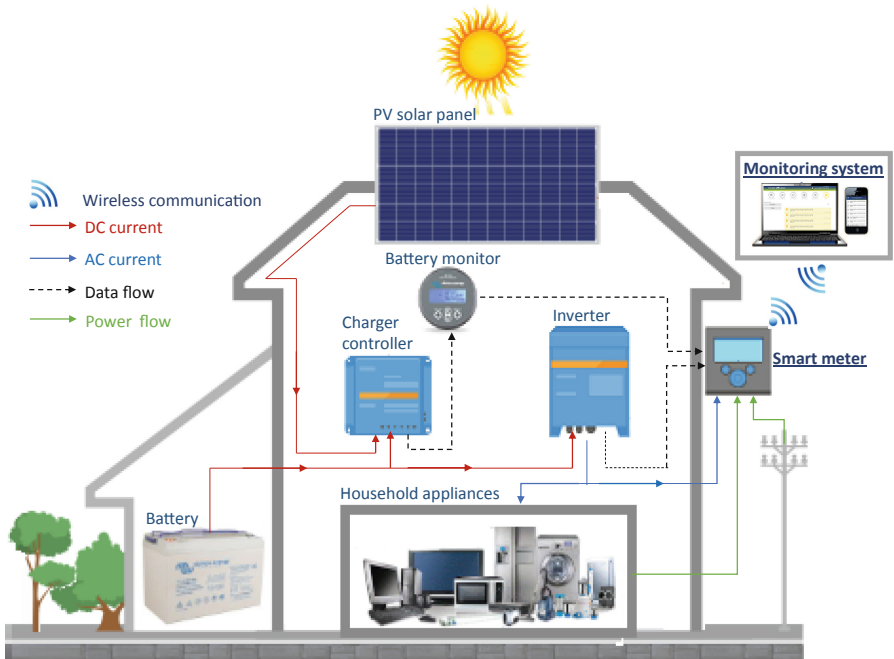 PV solar panel
Monitoring system
Wireless communication
DC current
AC current
Data flow
Power flow
Battery monitor
Charger
controller
Inverter
Smart meter
Household appliances
Battery